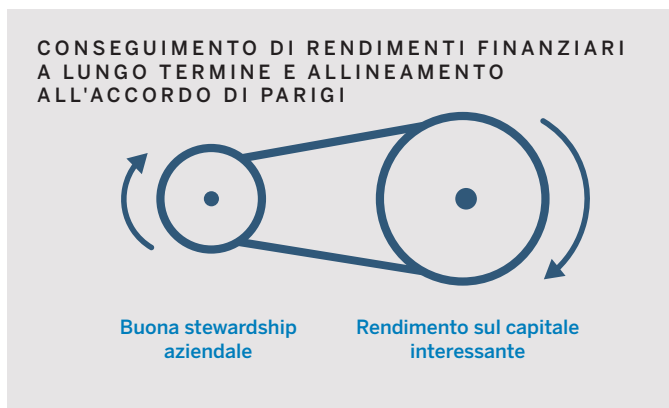 CONSEGUIMENTO DI RENDIMENTI FINANZIARI
A LUNGO TERMINE E ALLINEAMENTO
ALL'ACCORDO DI PARIGI
Buona stewardship
aziendale
Rendimento sul capitale
interessante